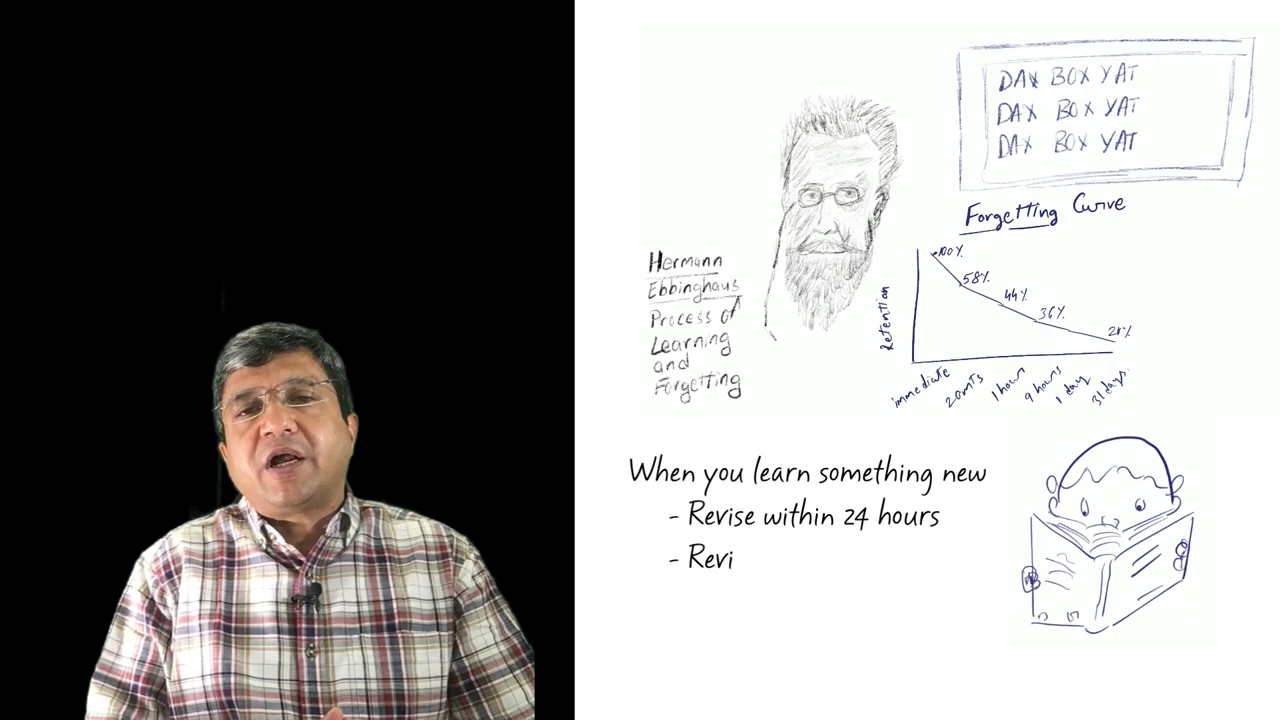 DAX BOX YAT
DAX BOX YAT
DAX BOX YAT
Forgetting Curve
Hermann
Ebbinghaus
Process of
Learning
and
Forgetting
Retention
100%
58%
44%
36%
21%
immediate
20 mts
1 hour
9 hours
1 day
31 days
When you learn something new
- Revise within 24 hours
- Revi